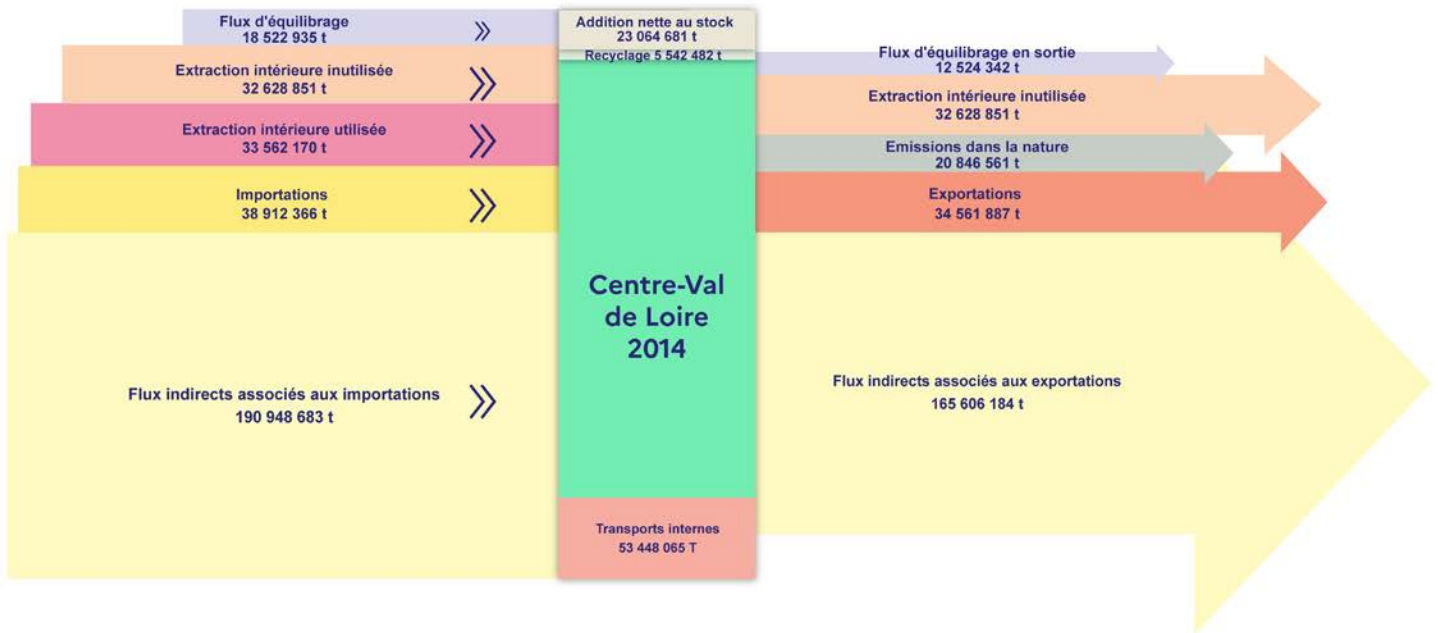 Flux d'équilibrage
18 522 935 t
Extraction intérieure inutilisée
32 628 851 t
Extraction intérieure utilisée
33 562 170 t
Importations
38 912 366 t
Flux indirects associés aux importations
190 948 683 t
Addition nette au stock
23 064 681 t
Recyclage 5 542 482 t
Centre-Val
de Loire
2014
Transports internes
53 448 065 T
Flux d'équilibrage en sortie
12 524 342 t
Extraction intérieure inutilisée
32 628 851 t
Emissions dans la nature
20 846 561 t
Exportations
34 561 887 t
Flux indirects associés aux exportations
165 606 184 t